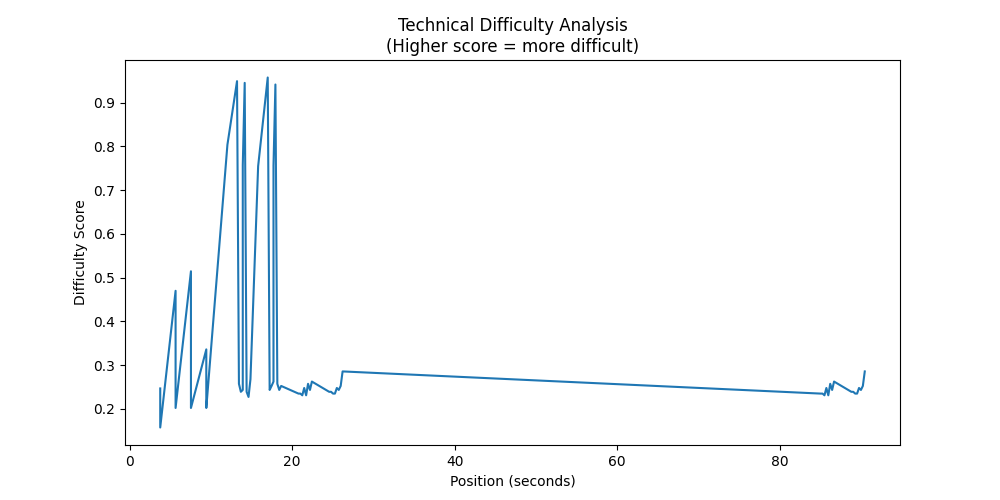 Technical Difficulty Analysis
(Higher score = more difficult)
Difficulty Score
0.9
0.8
0.7
0.6
0.5
0.4
0.3
0.2
0 20 40 60 80
Position (seconds)